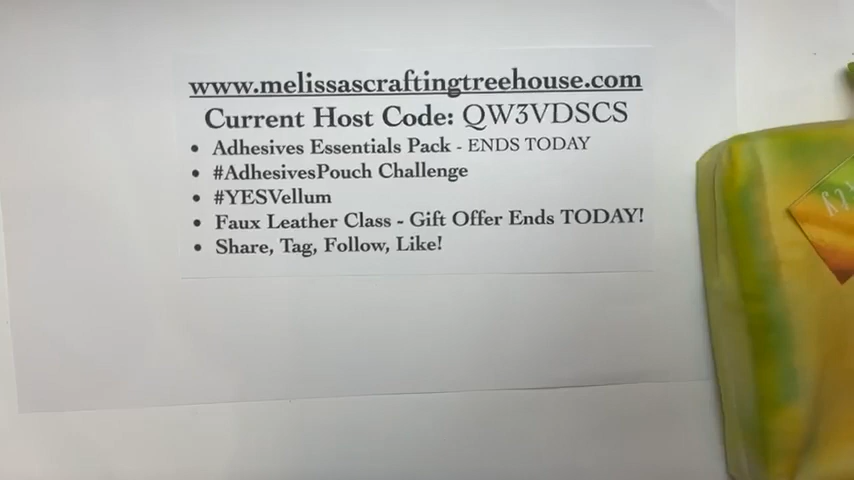 www.melissascraftingtreehouse.com
Current Host Code: QW3VDSCS
• Adhesives Essentials Pack - ENDS TODAY
• #AdhesivesPouch Challenge
• #YESVellum
• Faux Leather Class - Gift Offer Ends TODAY!
• Share, Tag, Follow, Like!